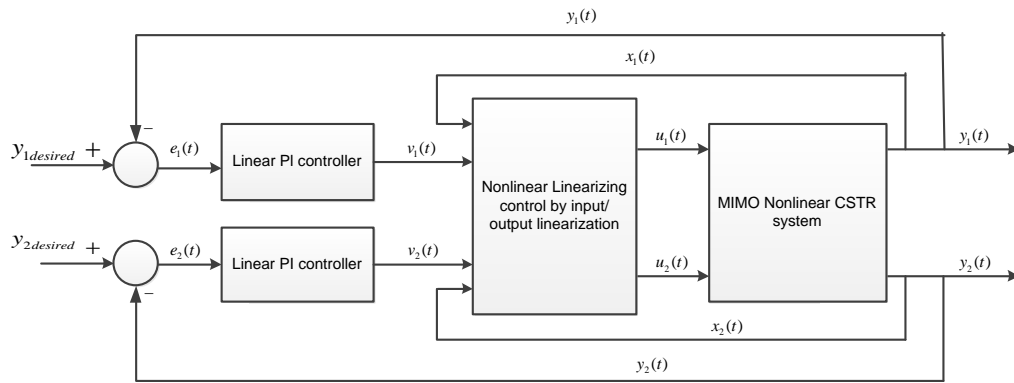 y₁(t)
x₁(t)
−
y₁desired +
e₁(t)
Linear PI controller
v₁(t)
Nonlinear Linearizing
control by input/
output linearization
u₁(t)
MIMO Nonlinear CSTR
system
y₁(t)
y₂desired +
e₂(t)
Linear PI controller
v₂(t)
u₂(t)
y₂(t)
−
x₂(t)
y₂(t)